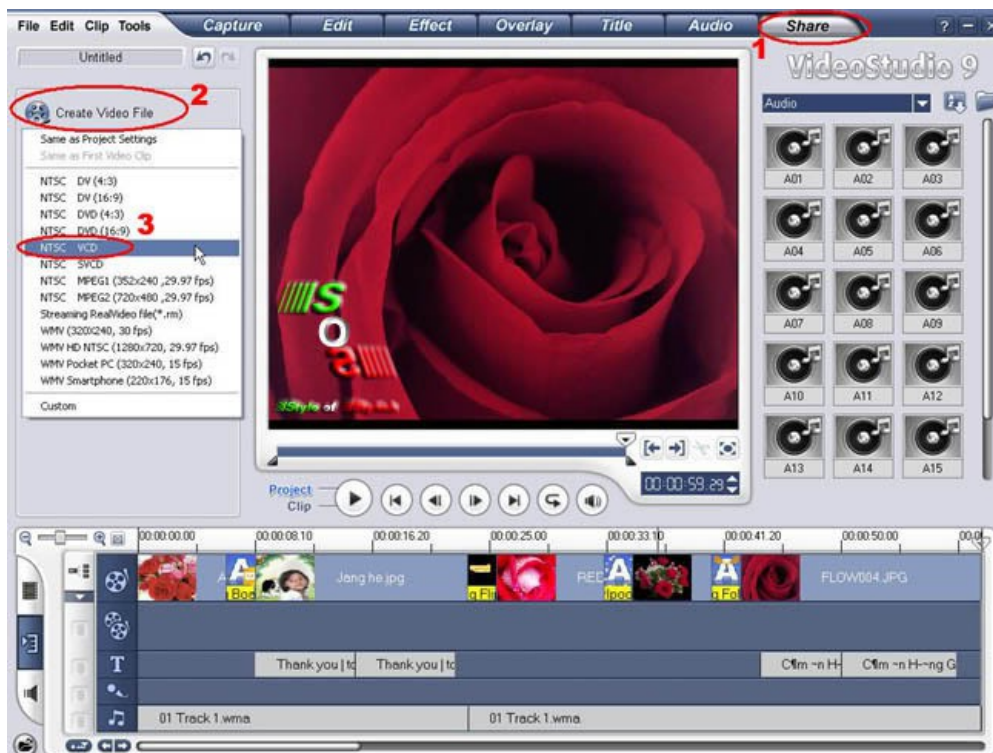 File Edit Clip Tools Capture Edit Effect Overlay Title Audio Share
1
Untitled
VideoStudio 9
2
Create Video File
Audio
Same as Project Settings
Same as First Video Clip
NTSC DV (4:3)
NTSC DV (16:9)
NTSC DVD (4:3)
NTSC DVD (16:9)
3
NTSC VCD
NTSC SVCD
NTSC MPEG1 (352x240 ,29.97 fps)
NTSC MPEG2 (720x480 ,29.97 fps)
Streaming RealVideo file(*.rm)
WMV (320X240, 30 fps)
WMV HD NTSC (1280x720, 29.97 fps)
WMV Pocket PC (320x240, 15 fps)
WMV Smartphone (220x176, 15 fps)
Custom
S
O
S
Style of
A01 A02 A03
A04 A05 A06
A07 A08 A09
A10 A11 A12
A13 A14 A15
Project
Clip
00:00:59.29
00:00:00.00 00:00:08.10 00:00:16.20 00:00:25.00 00:00:33.10 00:00:41.20 00:00:50.00
Jang he.jpg RED FLOW004.JPG
T Thank you | to Thank you | to C¶m ¬n H- C¶m ¬n H-¬ng G
01 Track 1.wma 01 Track 1.wma